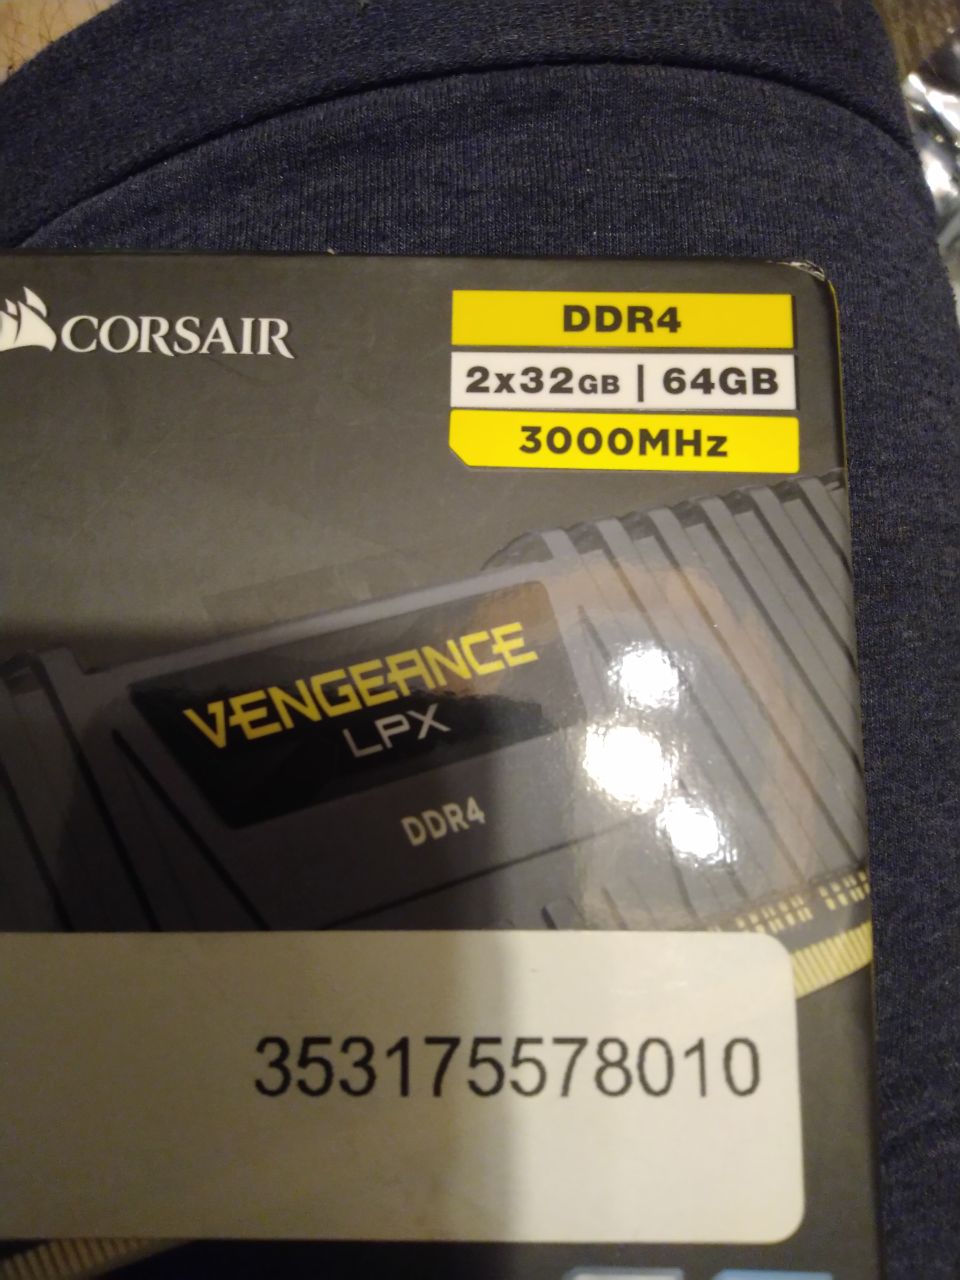 CORSAIR
DDR4
2x32GB | 64GB
3000MHz
VENGEANCE
LPX
DDR4
353175578010